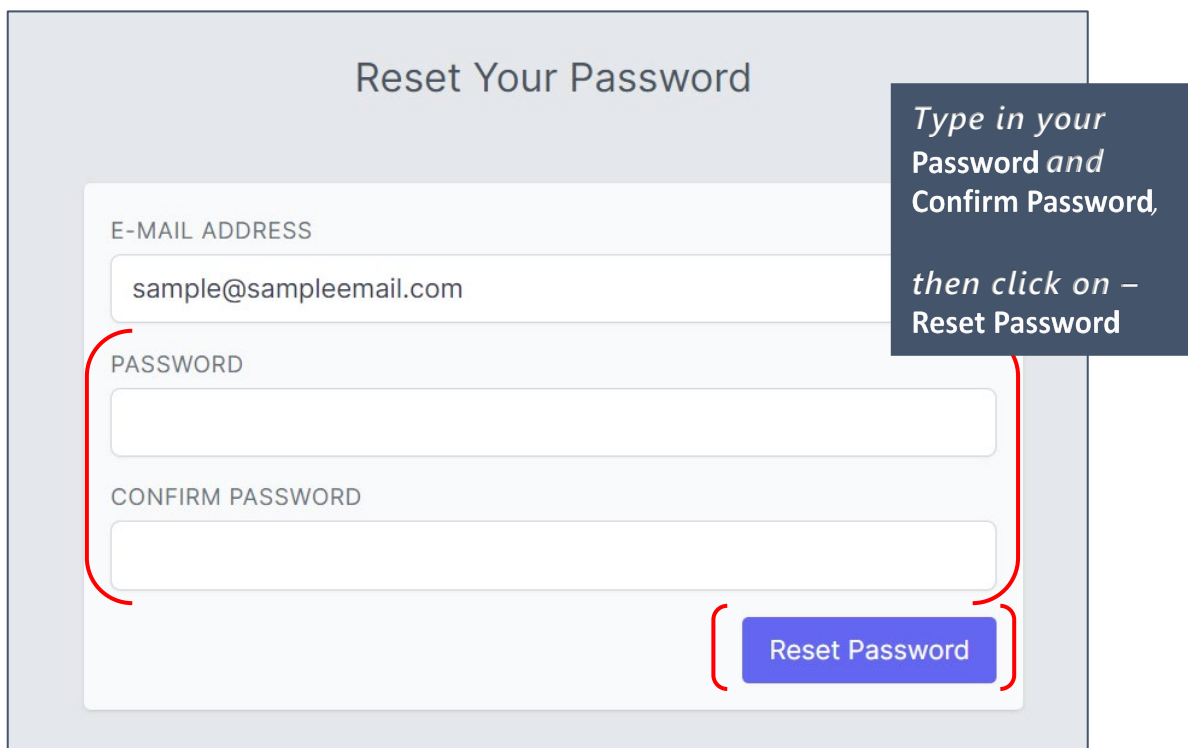 Reset Your Password
Type in your
Password and
Confirm Password,
then click on –
Reset Password
E-MAIL ADDRESS
sample@sampleemail.com
PASSWORD
CONFIRM PASSWORD
Reset Password